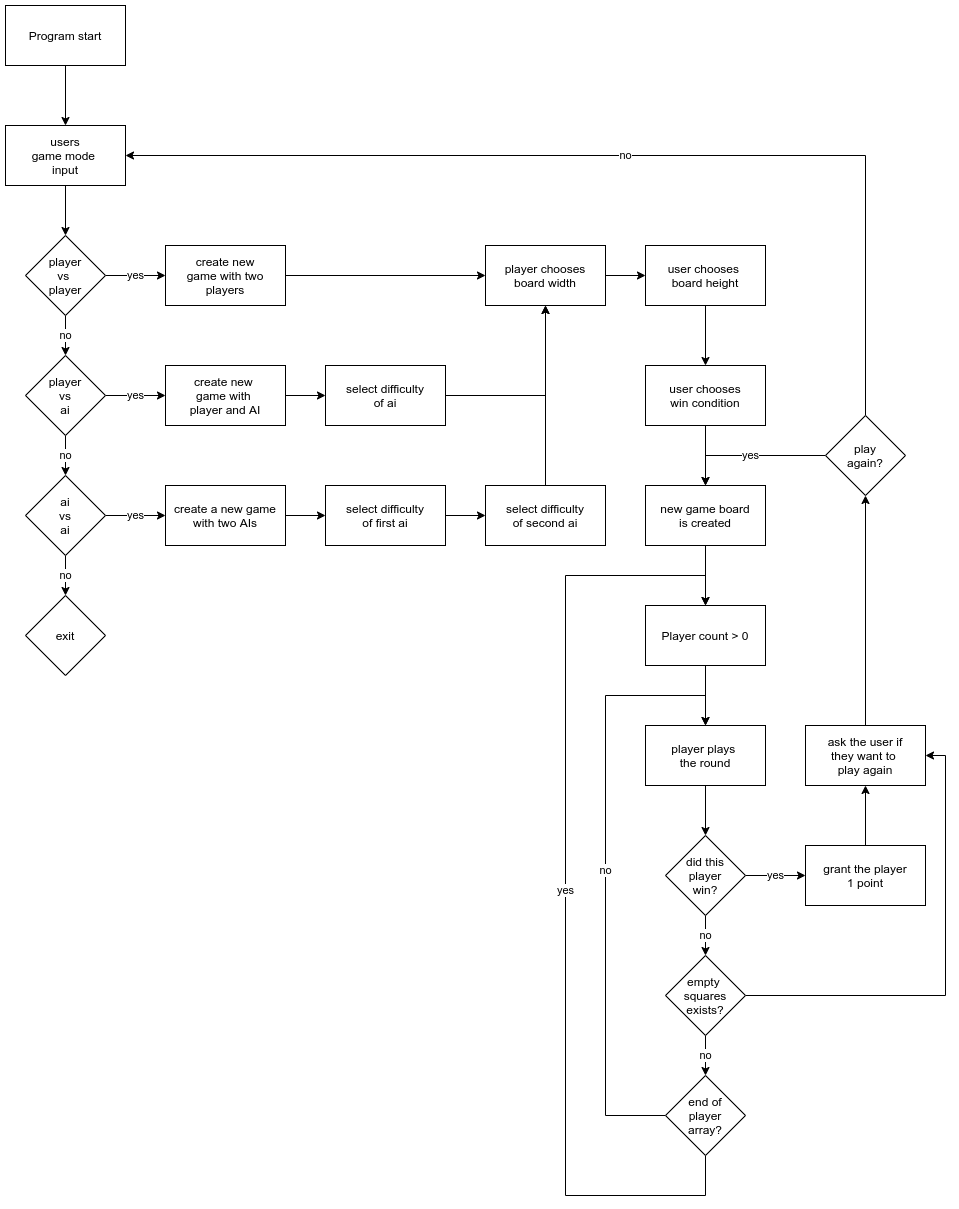 Program start
users
game mode
input
no
player
vs
player
yes
create new
game with two
players
player chooses
board width
user chooses
board height
no
player
vs
ai
yes
create new
game with
player and AI
select difficulty
of ai
user chooses
win condition
no
yes
play
again?
ai
vs
ai
yes
create a new game
with two AIs
select difficulty
of first ai
select difficulty
of second ai
new game board
is created
no
exit
Player count > 0
player plays
the round
ask the user if
they want to
play again
did this
player
win?
yes
grant the player
1 point
no
yes
no
empty
squares
exists?
no
end of
player
array?